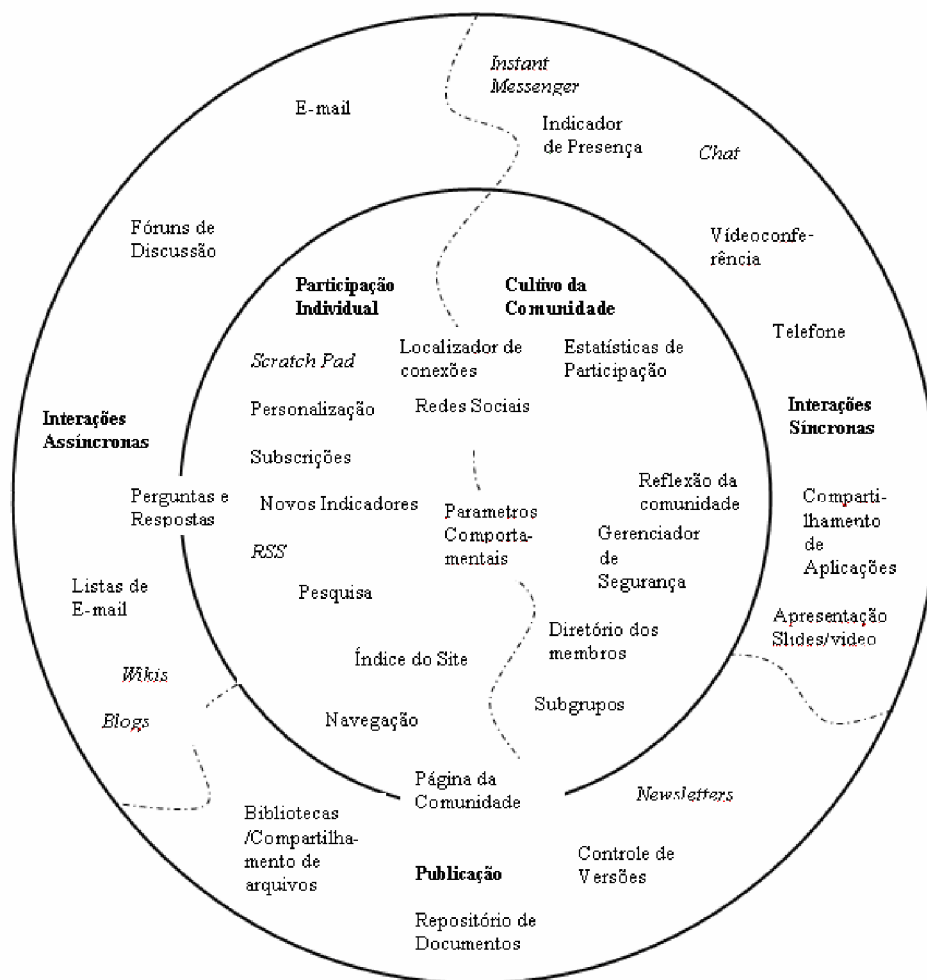 Instant
Messenger
E-mail
Indicador
de Presença
Chat
Fóruns de
Discussão
Vídeoconfe-
rência
Participação
Individual
Cultivo da
Comunidade
Telefone
Scratch Pad
Localizador de
conexões
Estatísticas de
Participação
Personalização
Redes Sociais
Interações
Assíncronas
Interações
Síncronas
Subscrições
Perguntas e
Respostas
Novos Indicadores
Parametros
Comporta-
mentais
Reflexão da
comunidade
Comparti-
lhamento
de
Aplicações
RSS
Gerenciador
de
Segurança
Pesquisa
Listas de
E-mail
Apresentação
Slides/video
Diretório dos
membros
Índice do Site
Wikis
Subgrupos
Blogs
Navegação
Página da
Comunidade
Newsletters
Bibliotecas
/Compartilha-
mento de
arquivos
Publicação
Controle de
Versões
Repositório de
Documentos